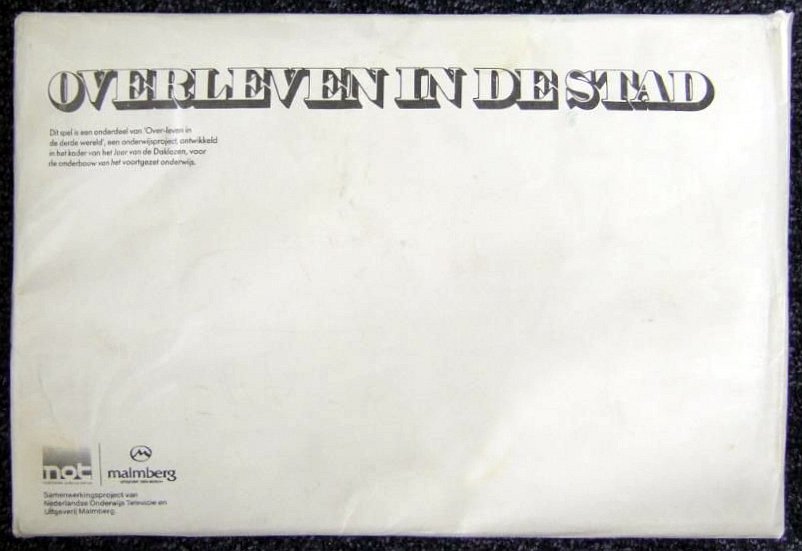 OVERLEVEN IN DE STAD
Dit spel is een onderdeel van 'Over-leven in
de derde wereld', een onderwijsproject, ontwikkeld
in het kader van het Jaar van de Daklozen, voor
de onderbouw van het voortgezet onderwijs.
not
malmberg
Samenwerkingsproject van
Nederlandse Onderwijs Televisie en
Uitgeverij Malmberg.